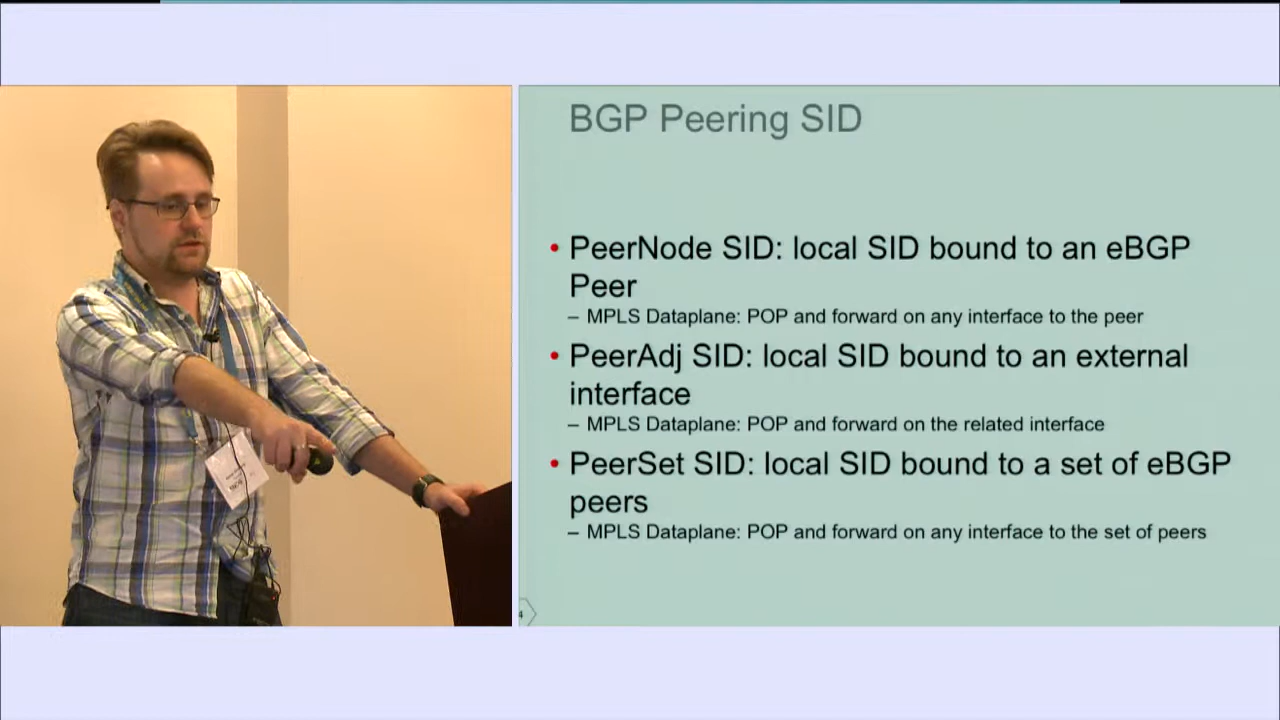 BGP Peering SID
• PeerNode SID: local SID bound to an eBGP
Peer
– MPLS Dataplane: POP and forward on any interface to the peer
• PeerAdj SID: local SID bound to an external
interface
– MPLS Dataplane: POP and forward on the related interface
• PeerSet SID: local SID bound to a set of eBGP
peers
– MPLS Dataplane: POP and forward on any interface to the set of peers
4